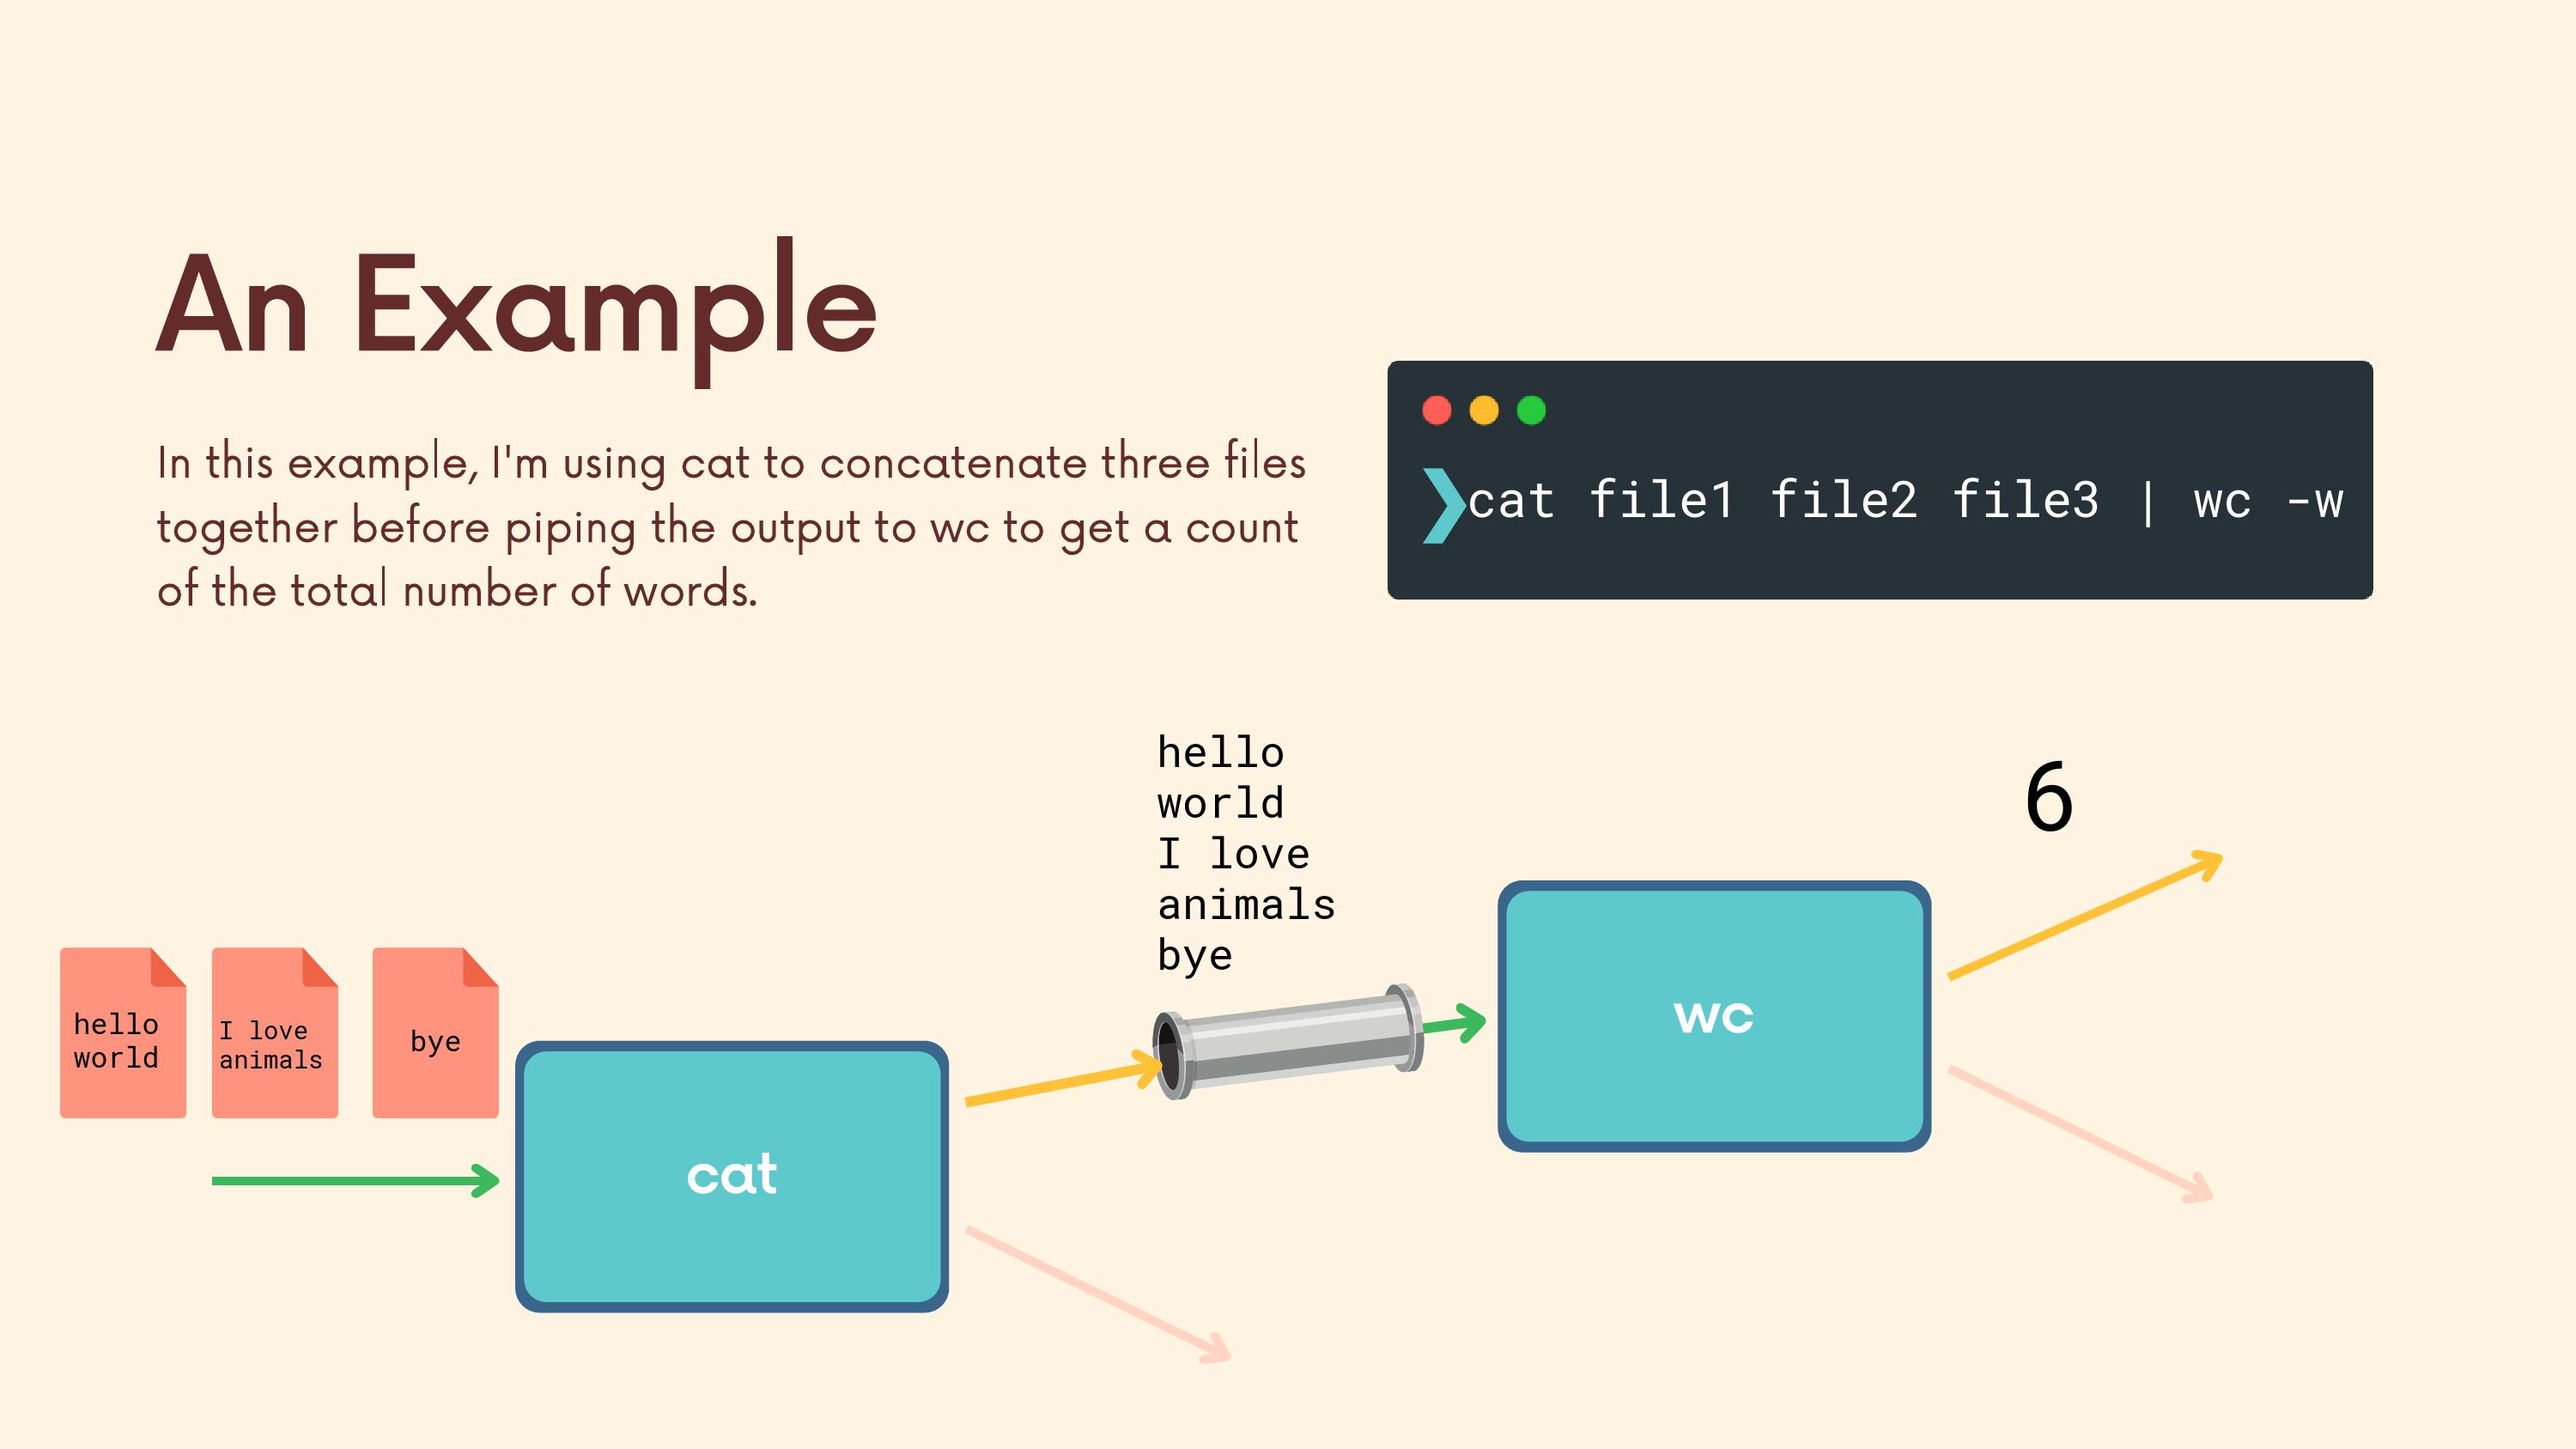 An Example
In this example, I'm using cat to concatenate three files
together before piping the output to wc to get a count
of the total number of words.
❯cat file1 file2 file3 | wc -w
hello
world
I love
animals
bye
6
hello
world
I love
animals
bye
cat
wc